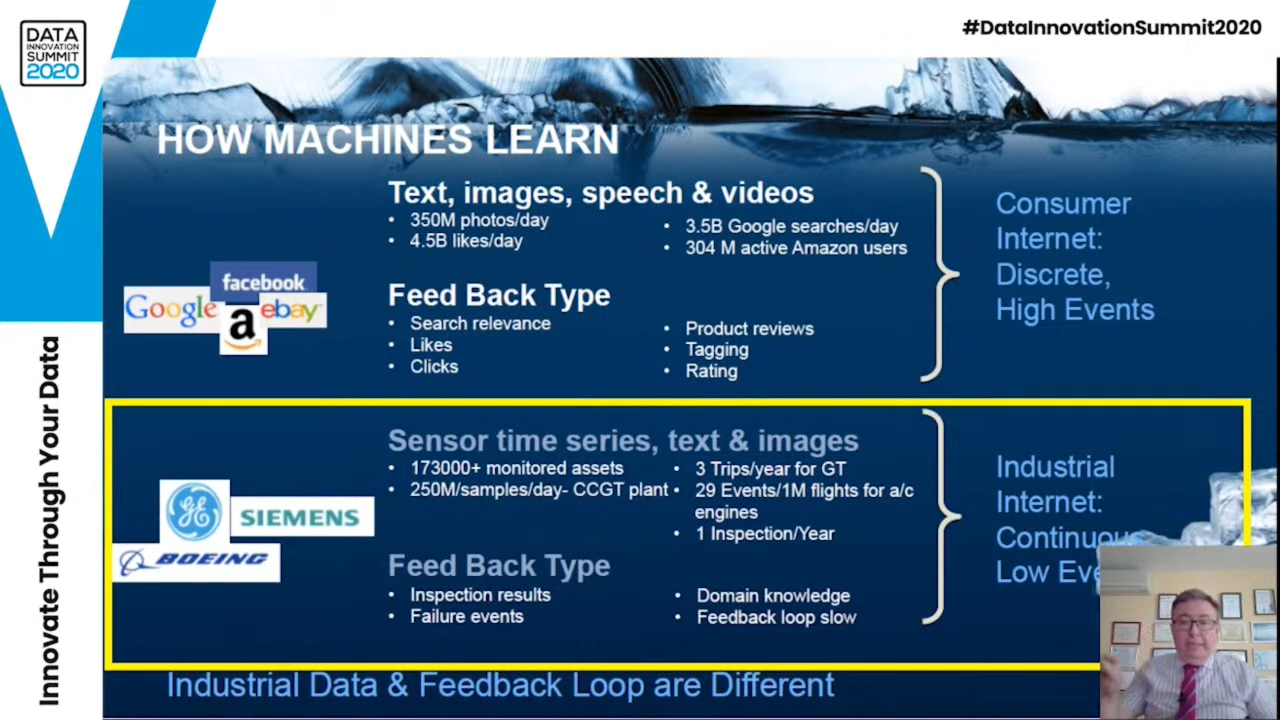 DATA
INNOVATION
SUMMIT
2020
#DataInnovationSummit2020
Innovate Through Your Data
HOW MACHINES LEARN
Text, images, speech & videos
• 350M photos/day
• 4.5B likes/day
• 3.5B Google searches/day
• 304 M active Amazon users
facebook
Google
ebay
a
Feed Back Type
• Search relevance
• Likes
• Clicks
• Product reviews
• Tagging
• Rating
Consumer
Internet:
Discrete,
High Events
Sensor time series, text & images
• 173000+ monitored assets
• 250M/samples/day- CCGT plant
• 3 Trips/year for GT
• 29 Events/1M flights for a/c
engines
• 1 Inspection/Year
GE
SIEMENS
BOEING
Feed Back Type
• Inspection results
• Failure events
• Domain knowledge
• Feedback loop slow
Industrial
Internet:
Low
Industrial Data & Feedback Loop are Different